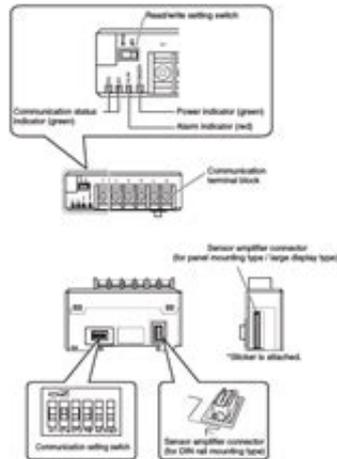 Read/write setting switch
Communication status
indicator (green)
Power indicator (green)
Alarm indicator (red)
Communication
terminal block
Sensor amplifier connector
(for panel mounting type / large display type)
*Sticker is attached.
Communication setting switch
Sensor amplifier connector
(for DIN rail mounting type)